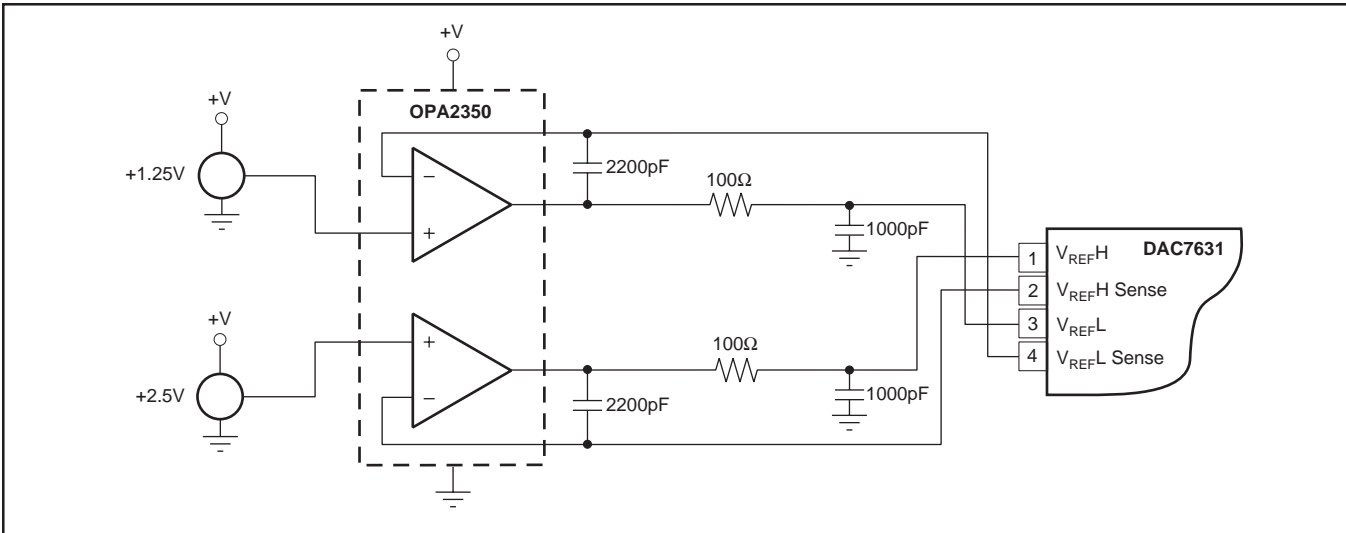 +V
+V
OPA2350
+1.25V
−
+
2200pF
100Ω
1000pF
DAC7631
1 VREFH
2 VREFH Sense
3 VREFL
4 VREFL Sense
+V
+2.5V
+
−
2200pF
100Ω
1000pF